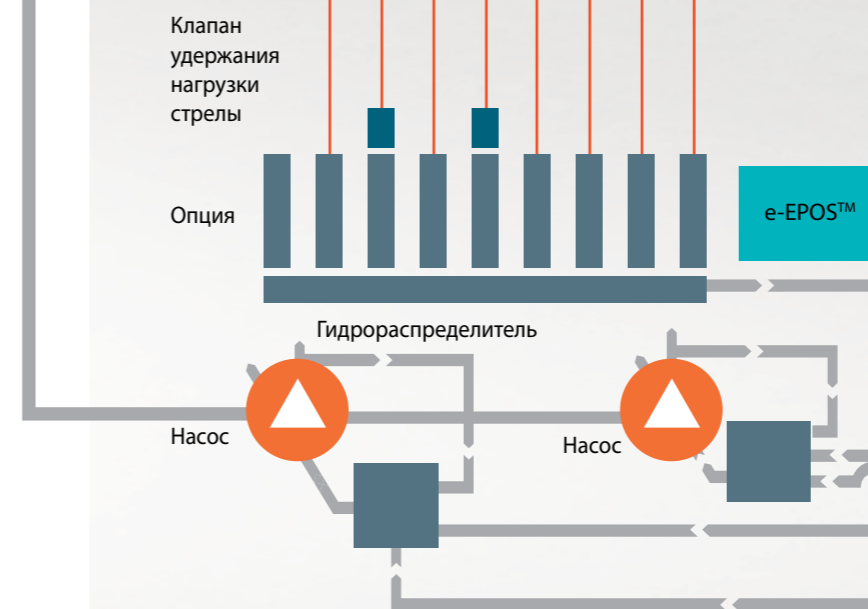 Клапан
удержания
нагрузки
стрелы
Опция
e-EPOS™
Гидрораспределитель
Насос
Насос